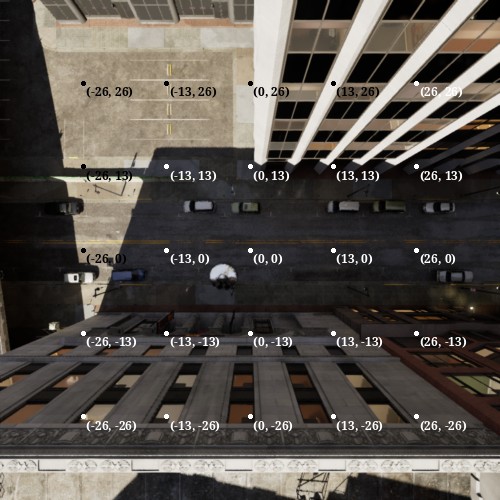 (-26, 26) (-13, 26) (0, 26) (13, 26) (26, 26)
(-26, 13) (-13, 13) (0, 13) (13, 13) (26, 13)
(-26, 0) (-13, 0) (0, 0) (13, 0) (26, 0)
(-26, -13) (-13, -13) (0, -13) (13, -13) (26, -13)
(-26, -26) (-13, -26) (0, -26) (13, -26) (26, -26)